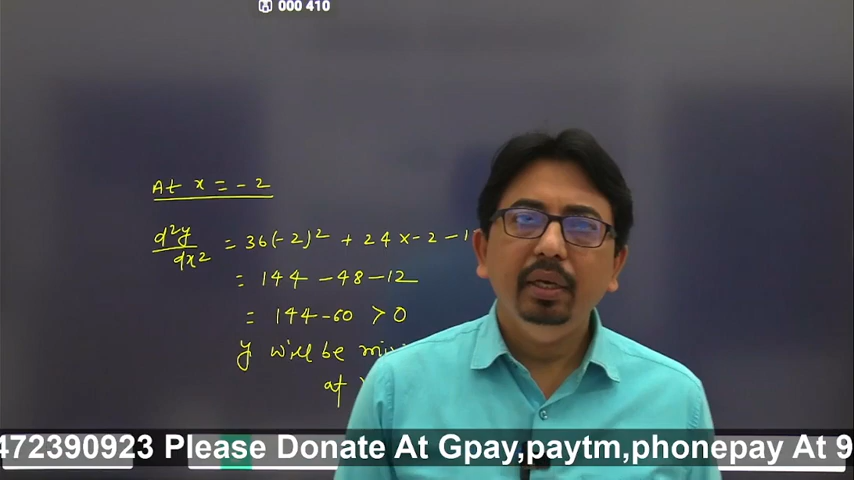 000 410
At x = - 2
d²y/dx² = 36(-2)² + 24 x - 2 - 1
= 144 - 48 - 12
= 144 - 60 > 0
y will be
at
472390923 Please Donate At Gpay,paytm,phonepay At 9